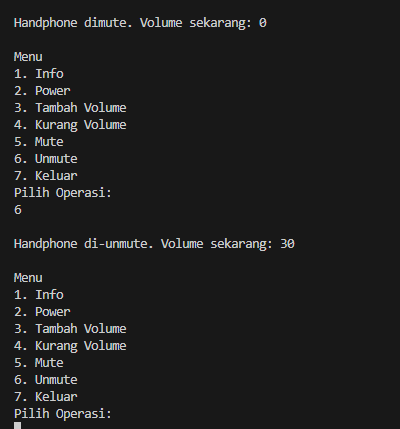 Handphone dimute. Volume sekarang: 0
Menu
1. Info
2. Power
3. Tambah Volume
4. Kurang Volume
5. Mute
6. Unmute
7. Keluar
Pilih Operasi:
6
Handphone di-unmute. Volume sekarang: 30
Menu
1. Info
2. Power
3. Tambah Volume
4. Kurang Volume
5. Mute
6. Unmute
7. Keluar
Pilih Operasi: